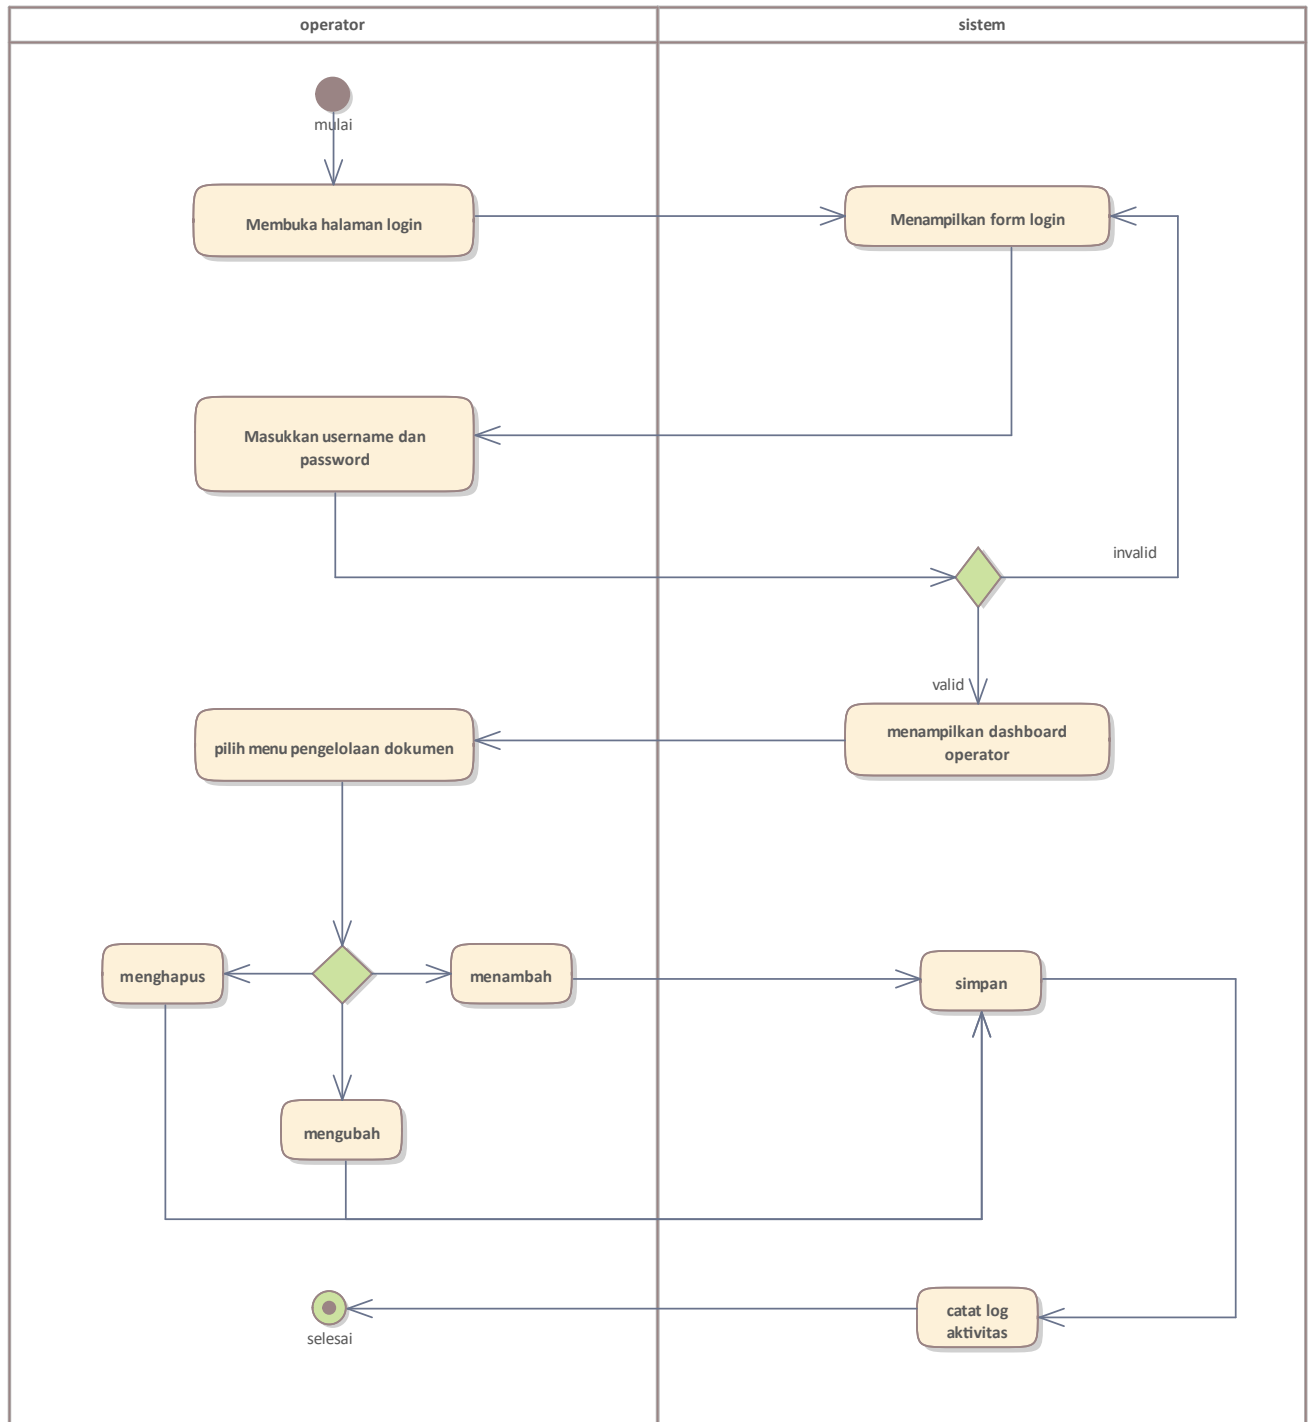 operator
sistem
mulai
Membuka halaman login
Menampilkan form login
Masukkan username dan
password
invalid
valid
menampilkan dashboard
operator
pilih menu pengelolaan dokumen
menghapus
menambah
simpan
mengubah
catat log
aktivitas
selesai